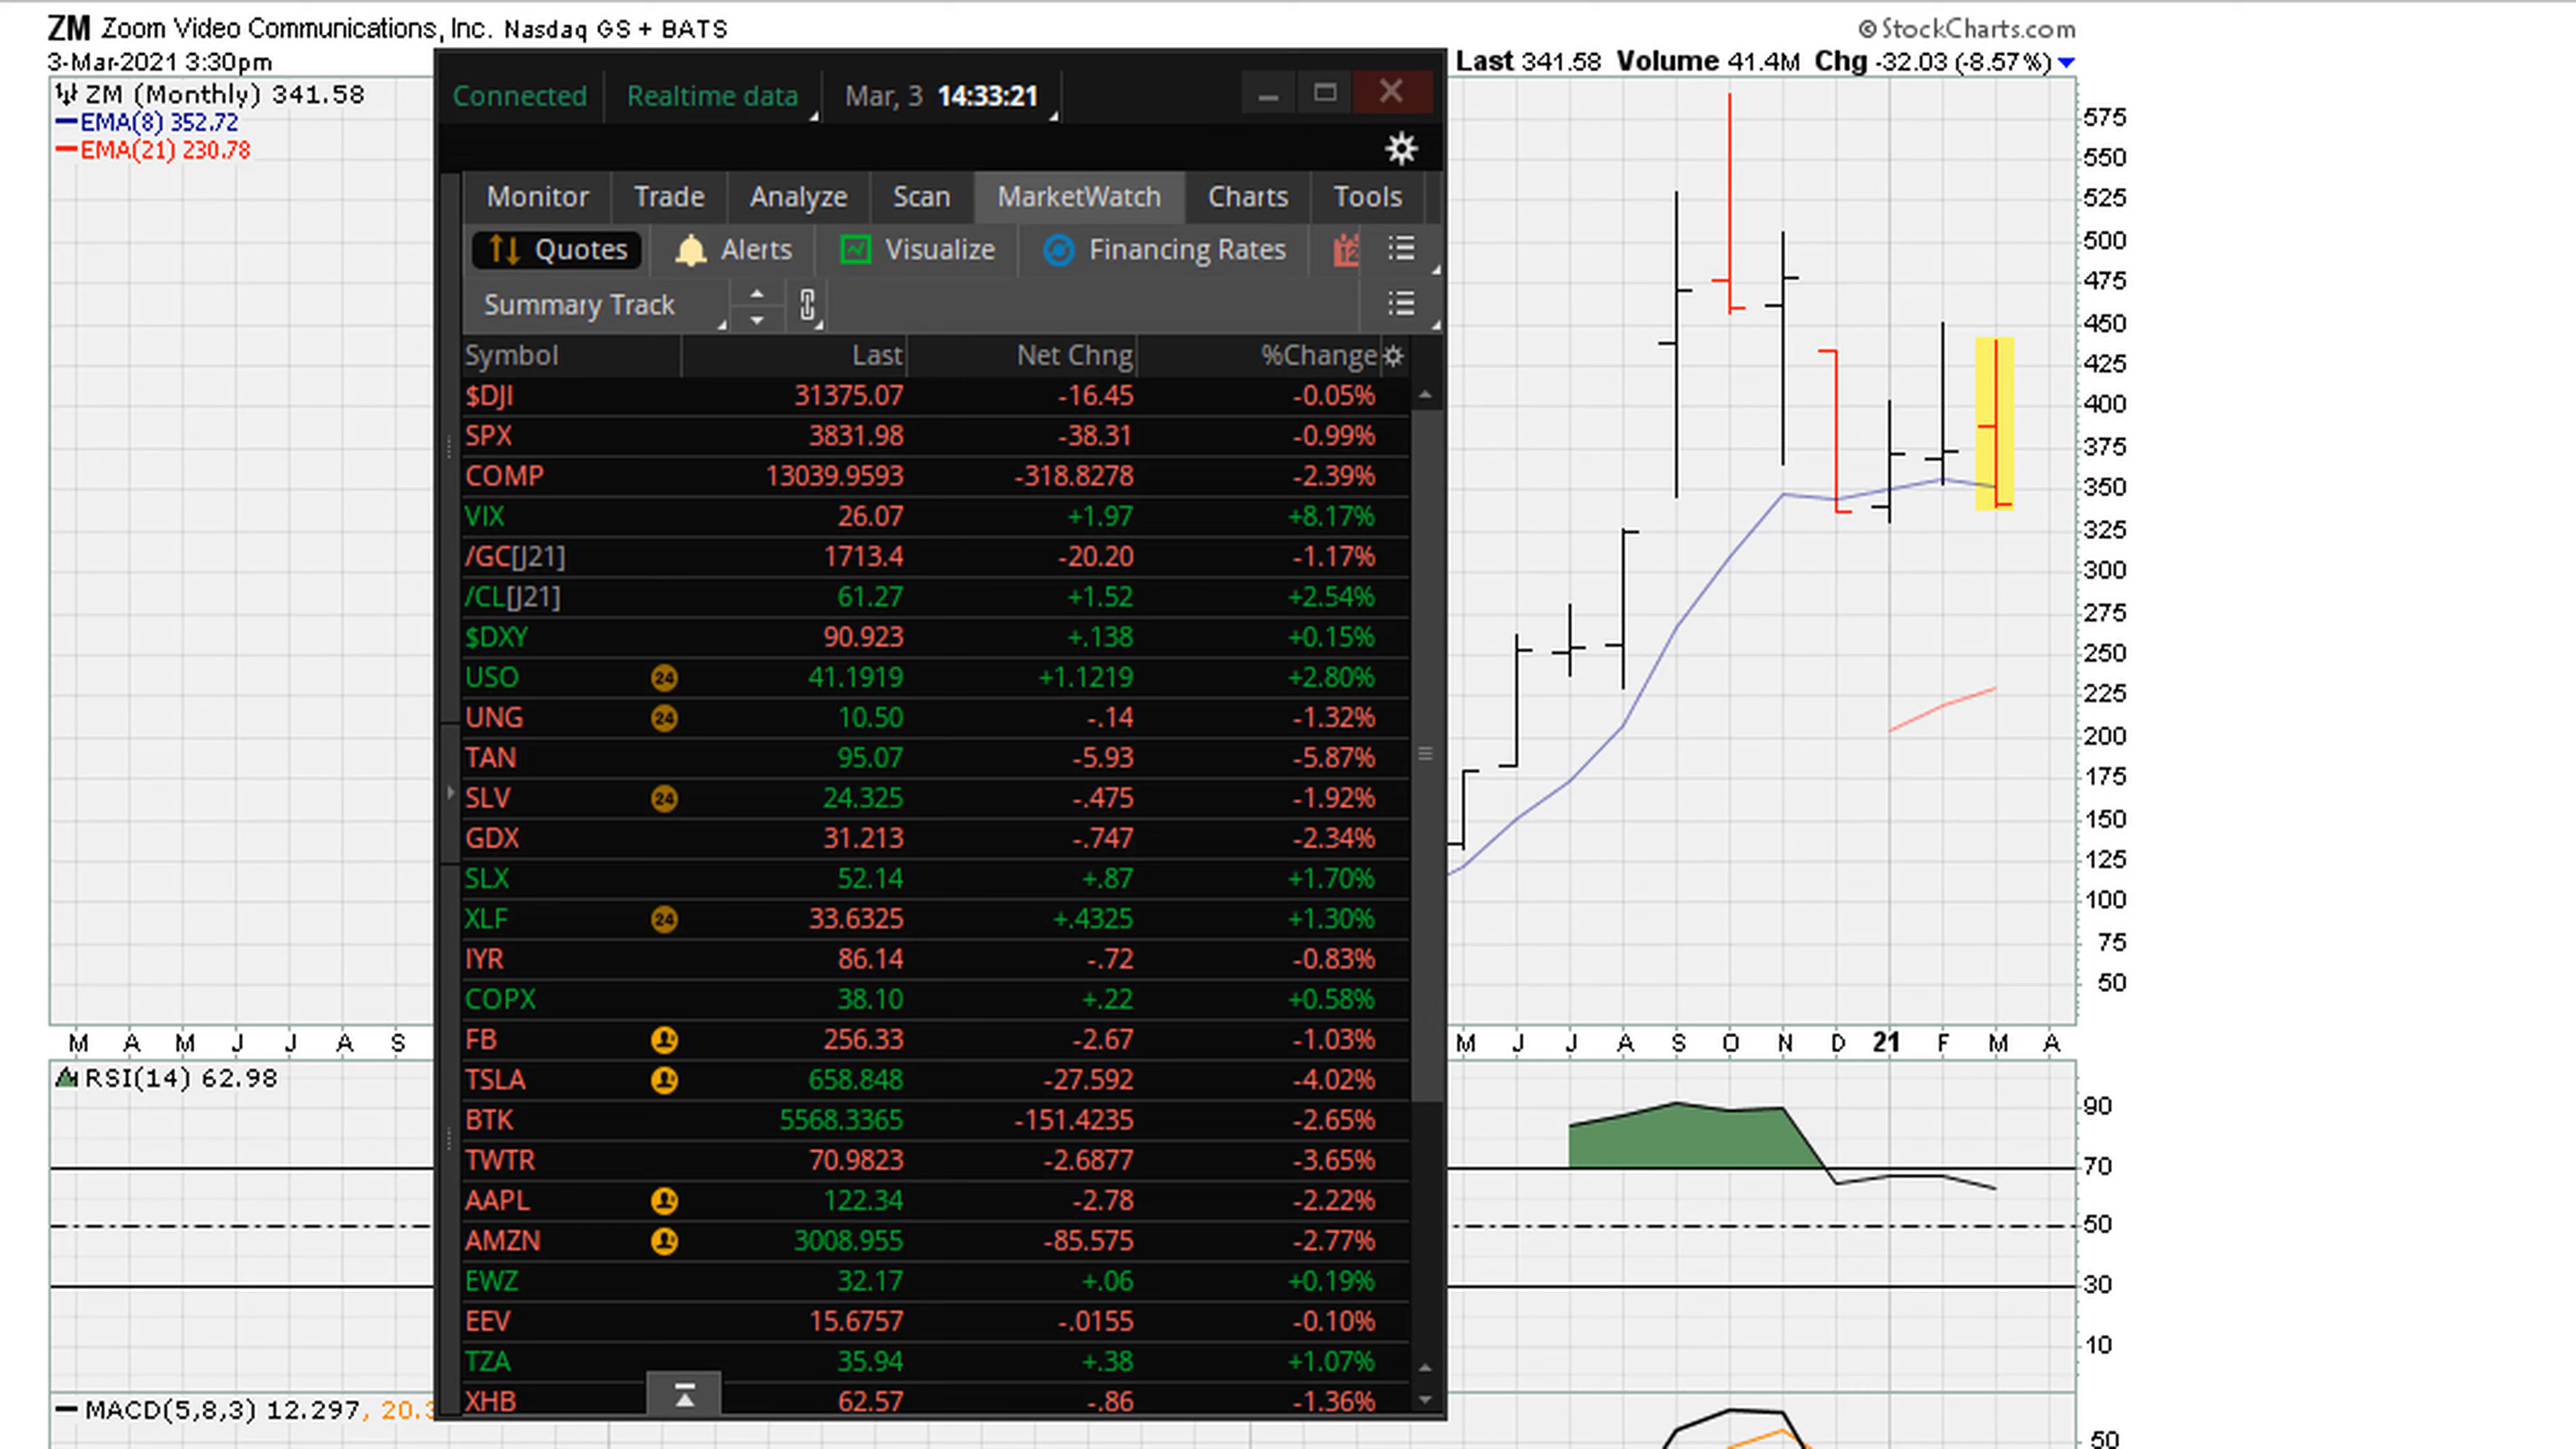 ZM Zoom Video Communications, Inc. Nasdaq GS + BATS
© StockCharts.com
3-Mar-2021 3:30pm
Last 341.58 Volume 41.4M Chg -32.03 (-8.57%)
ZM (Monthly) 341.58
EMA(8) 352.72
EMA(21) 230.78
Connected Realtime data Mar, 3 14:33:21
Monitor Trade Analyze Scan MarketWatch Charts Tools
Quotes Alerts Visualize Financing Rates 12
Summary Track
Symbol Last Net Chng %Change
$DJI 31375.07 -16.45 -0.05%
SPX 3831.98 -38.31 -0.99%
COMP 13039.9593 -318.8278 -2.39%
VIX 26.07 +1.97 +8.17%
/GC[J21] 1713.4 -20.20 -1.17%
/CL[J21] 61.27 +1.52 +2.54%
$DXY 90.923 +.138 +0.15%
USO 24 41.1919 +1.1219 +2.80%
UNG 24 10.50 -.14 -1.32%
TAN 95.07 -5.93 -5.87%
SLV 24 24.325 -.475 -1.92%
GDX 31.213 -.747 -2.34%
SLX 52.14 +.87 +1.70%
XLF 24 33.6325 +.4325 +1.30%
IYR 86.14 -.72 -0.83%
COPX 38.10 +.22 +0.58%
FB 256.33 -2.67 -1.03%
TSLA 658.848 -27.592 -4.02%
BTK 5568.3365 -151.4235 -2.65%
TWTR 70.9823 -2.6877 -3.65%
AAPL 122.34 -2.78 -2.22%
AMZN 3008.955 -85.575 -2.77%
EWZ 32.17 +.06 +0.19%
EEV 15.6757 -.0155 -0.10%
TZA 35.94 +.38 +1.07%
XHB 62.57 -.86 -1.36%
575
550
525
500
475
450
425
400
375
350
325
300
275
250
225
200
175
150
125
100
75
50
M A M J J A S
M J J A S O N D 21 F M A
RSI(14) 62.98
90
70
50
30
10
MACD(5,8,3) 12.297, 20.3
50